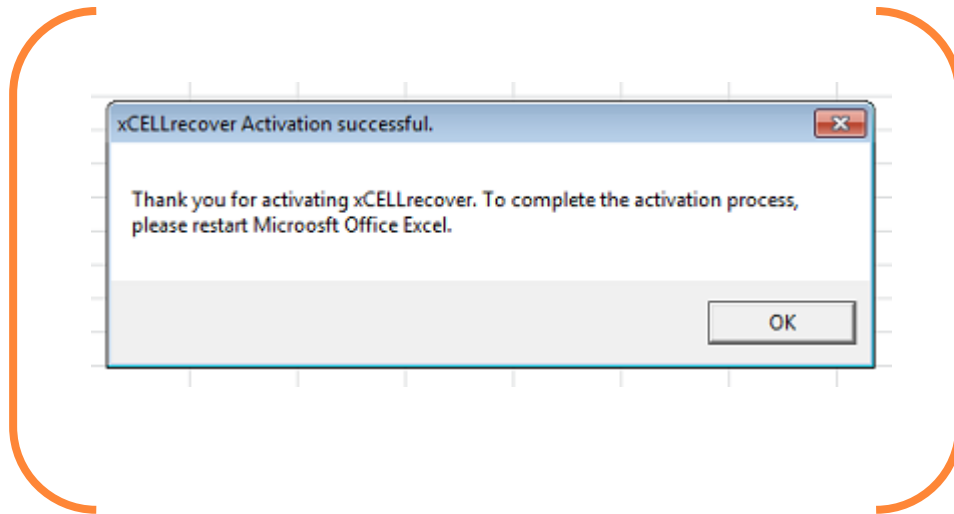 xCELLrecover Activation successful.
Thank you for activating xCELLrecover. To complete the activation process,
please restart Microosft Office Excel.
OK